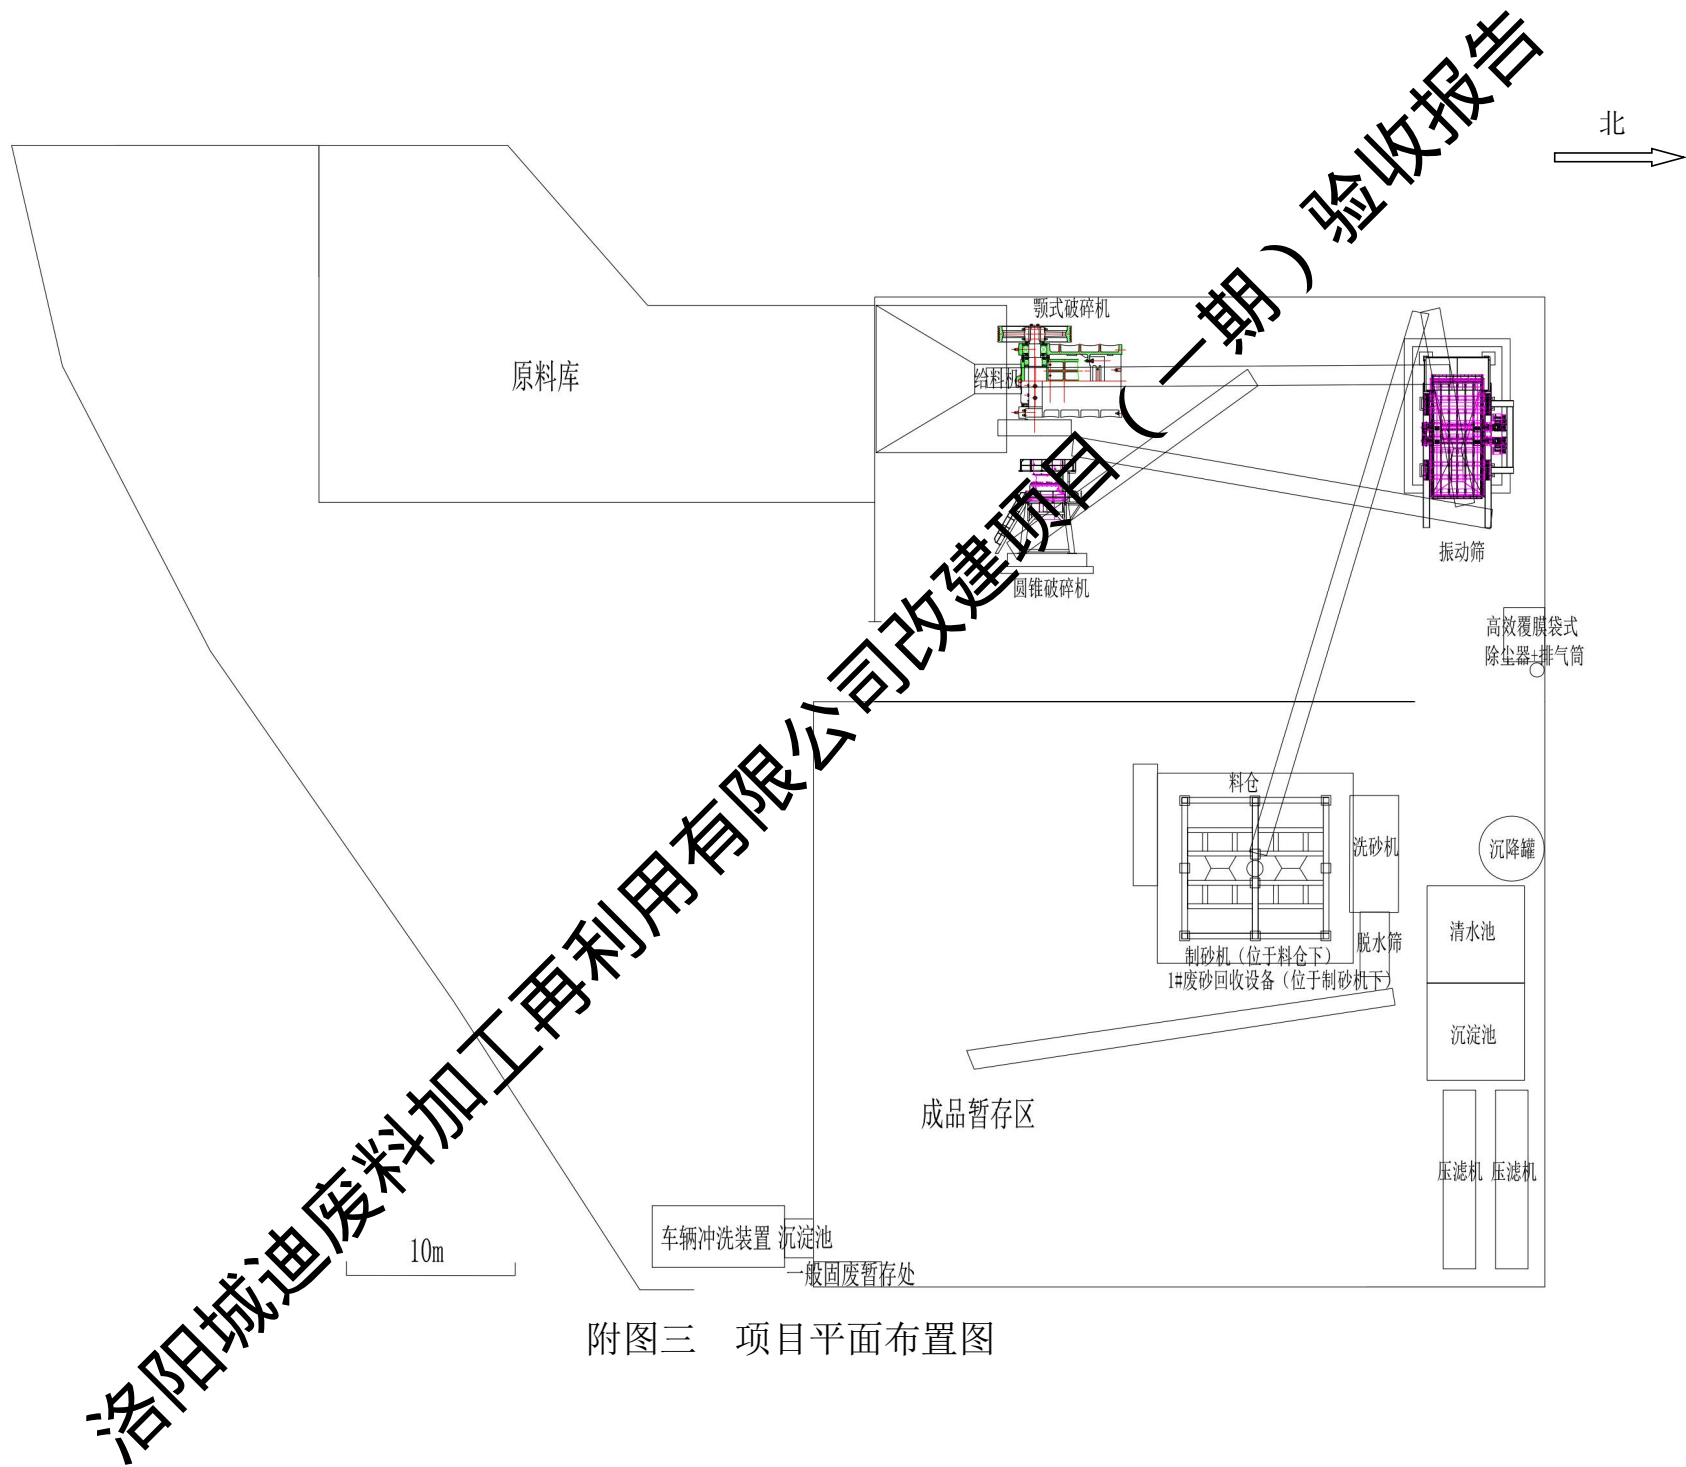 洛阳城迪废料加工再利用有限公司改建项目（一期）验收报告
北
颚式破碎机
原料库
给料机
振动筛
圆锥破碎机
高效覆膜袋式
除尘器+排气筒
料仓
洗砂机
沉降罐
清水池
脱水筛
制砂机（位于料仓下）
1#废砂回收设备（位于制砂机下）
沉淀池
成品暂存区
压滤机
压滤机
车辆冲洗装置
沉淀池
10m
一般固废暂存处
附图三 项目平面布置图